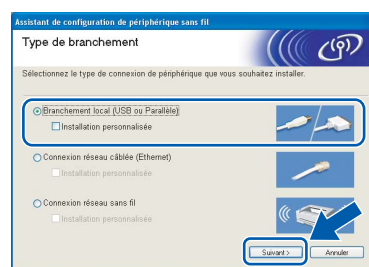 Assistant de configuration de périphérique sans fil
Type de branchement
Sélectionnez le type de connexion de périphérique que vous souhaitez installer.
Branchement local (USB ou Parallèle)
Installation personnalisée
Connexion réseau câblée (Ethernet)
Installation personnalisée
Connexion réseau sans fil
Installation personnalisée
Suivant >
Annuler